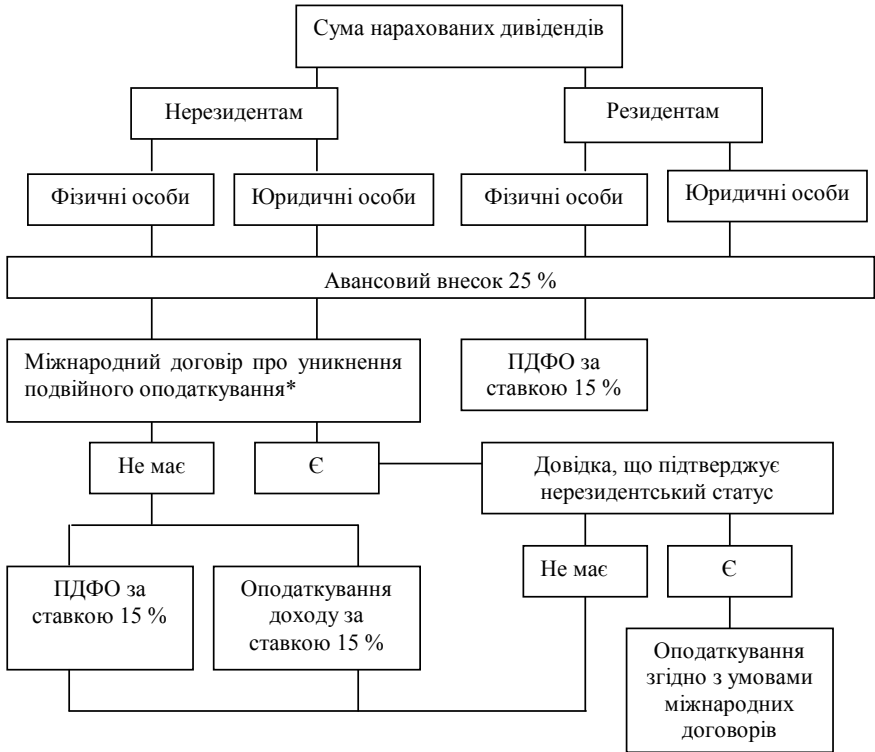 Сума нарахованих дивідендів
Нерезидентам
Резидентам
Фізичні особи
Юридичні особи
Фізичні особи
Юридичні особи
Авансовий внесок 25 %
Міжнародний договір про уникнення
подвійного оподаткування*
ПДФО за
ставкою 15 %
Не має
Є
Довідка, що підтверджує
нерезидентський статус
Не має
Є
ПДФО за
ставкою 15 %
Оподаткування
доходу за
ставкою 15 %
Оподаткування
згідно з умовами
міжнародних
договорів